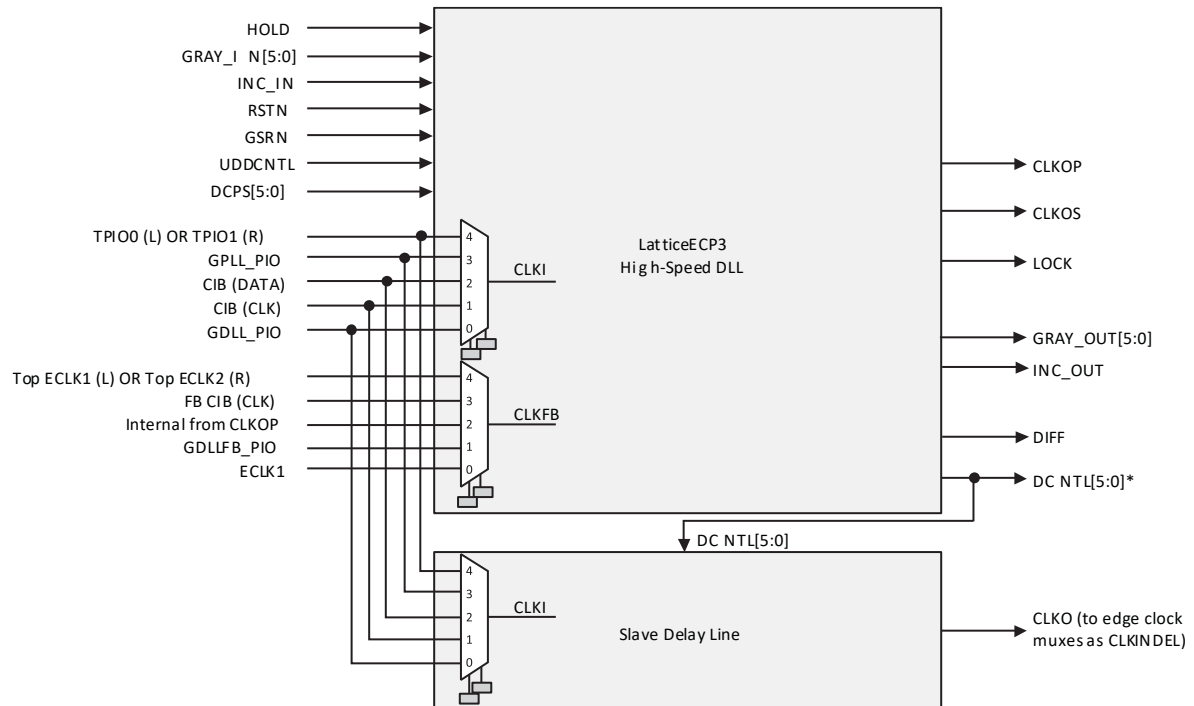 HOLD
GRAY_I N[5:0]
INC_IN
RSTN
GSRN
UDDCNTL
DCPS[5:0]
TPIO0 (L) OR TPIO1 (R)
GPLL_PIO
CIB (DATA)
CIB (CLK)
GDLL_PIO
4
3
2
1
0
CLKI
LatticeECP3
High-Speed DLL
Top ECLK1 (L) OR Top ECLK2 (R)
FB CIB (CLK)
Internal from CLKOP
GDLLFB_PIO
ECLK1
4
3
2
1
0
CLKFB
CLKOP
CLKOS
LOCK
GRAY_OUT[5:0]
INC_OUT
DIFF
DC NTL[5:0]*
DC NTL[5:0]
4
3
2
1
0
CLKI
Slave Delay Line
CLKO (to edge clock
muxes as CLKINDEL)